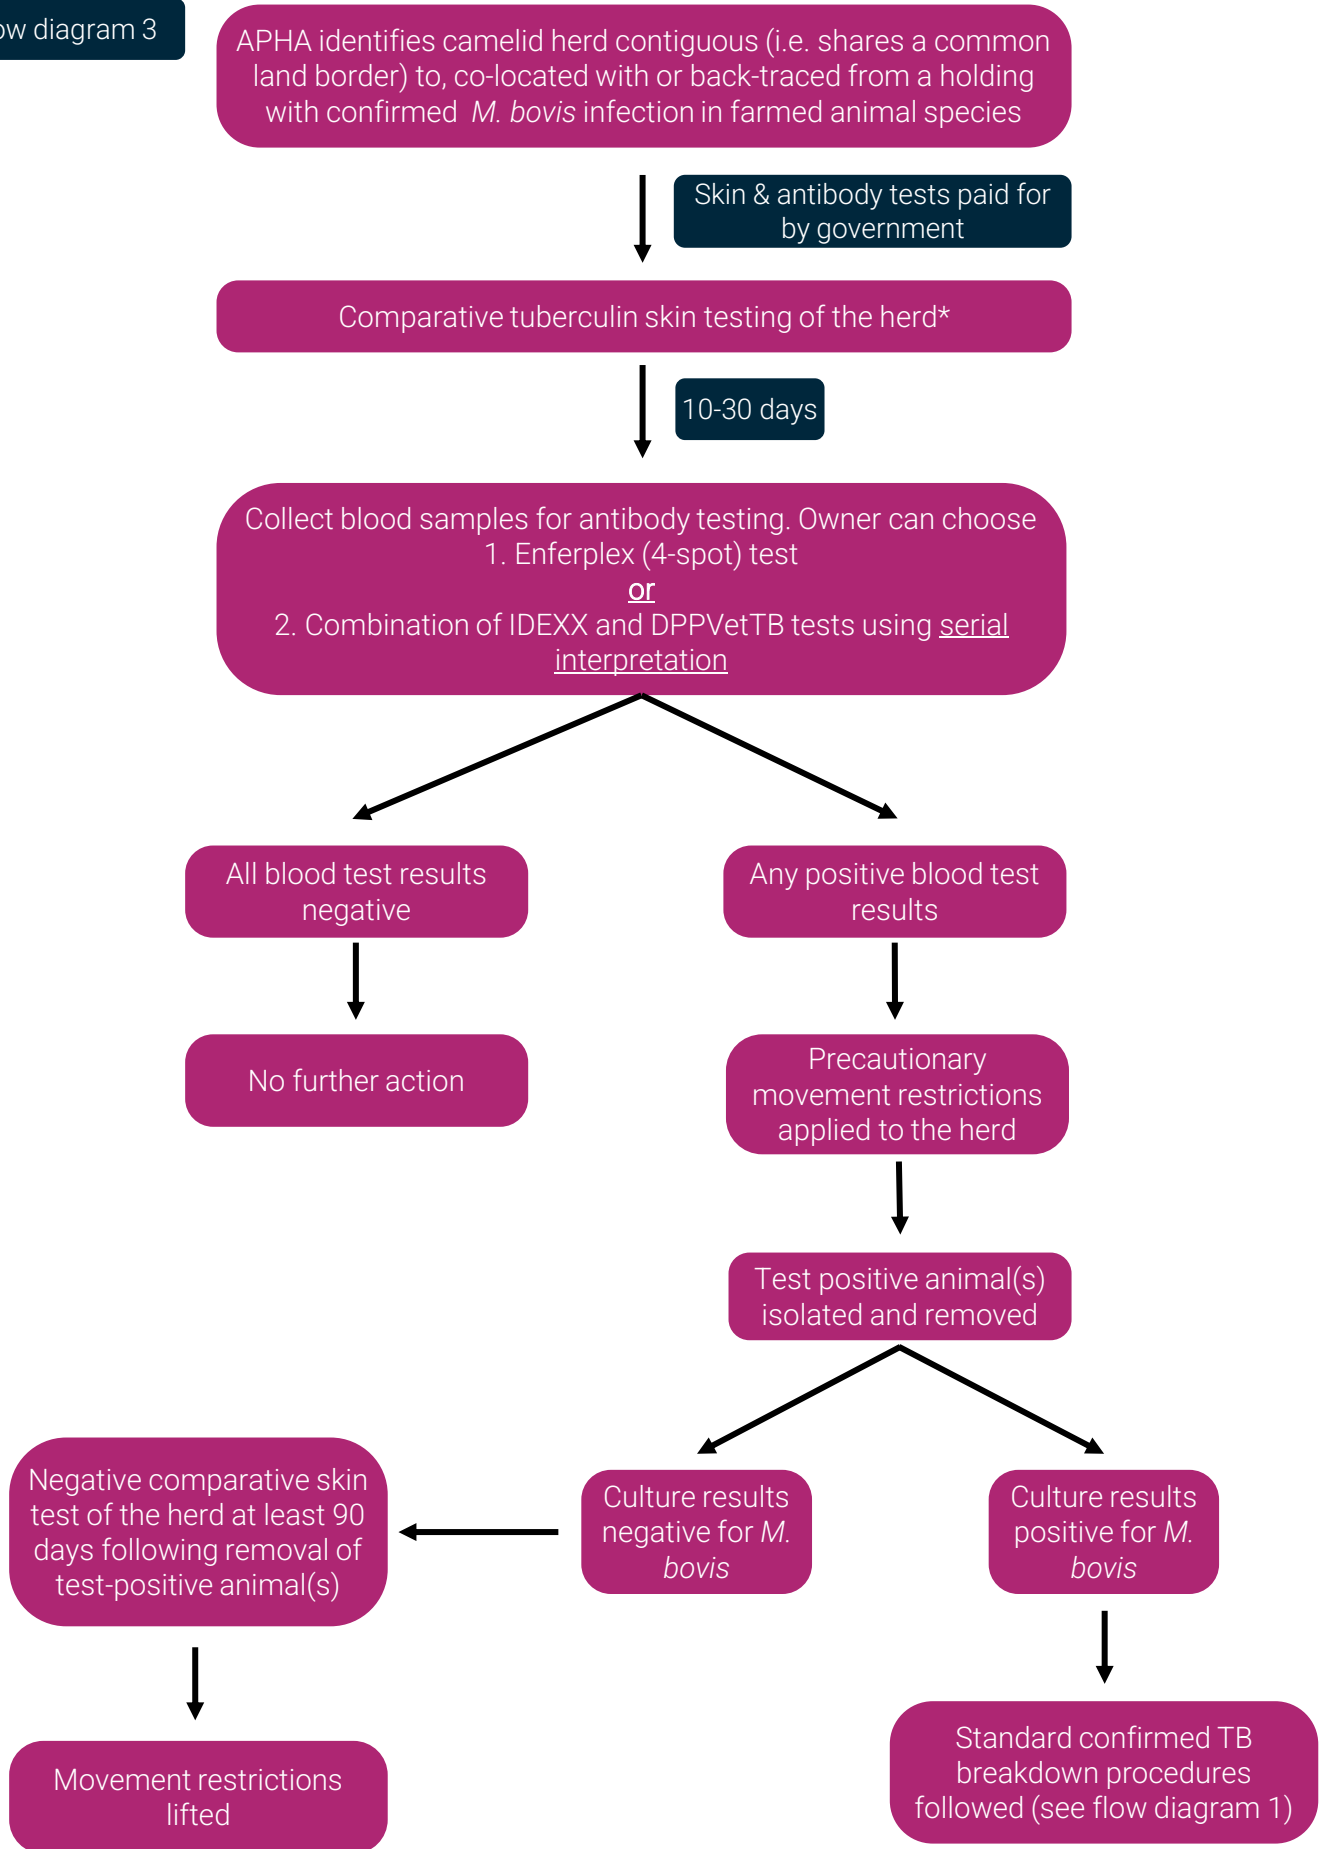 ow diagram 3
APHA identifies camelid herd contiguous (i.e. shares a common
land border) to, co-located with or back-traced from a holding
with confirmed M. bovis infection in farmed animal species
Skin & antibody tests paid for
by government
Comparative tuberculin skin testing of the herd*
10-30 days
Collect blood samples for antibody testing. Owner can choose
1. Enferplex (4-spot) test
or
2. Combination of IDEXX and DPPVetTB tests using serial
interpretation
All blood test results
negative
Any positive blood test
results
No further action
Precautionary
movement restrictions
applied to the herd
Test positive animal(s)
isolated and removed
Negative comparative skin
test of the herd at least 90
days following removal of
test-positive animal(s)
Culture results
negative for M.
bovis
Culture results
positive for M.
bovis
Movement restrictions
lifted
Standard confirmed TB
breakdown procedures
followed (see flow diagram 1)